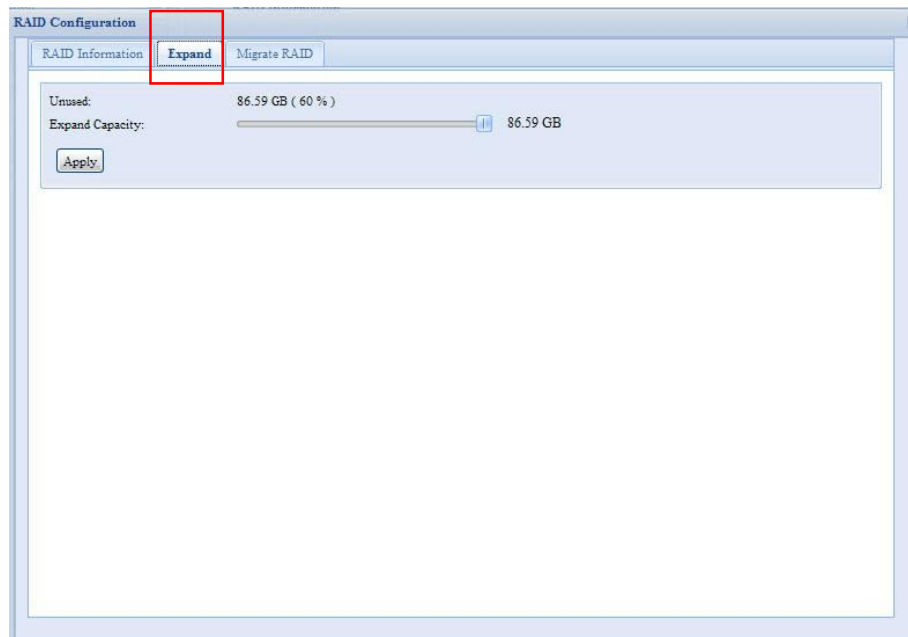 RAID Configuration
RAID Information Expand Migrate RAID
Unused: 86.59 GB ( 60 % )
Expand Capacity: 86.59 GB
Apply